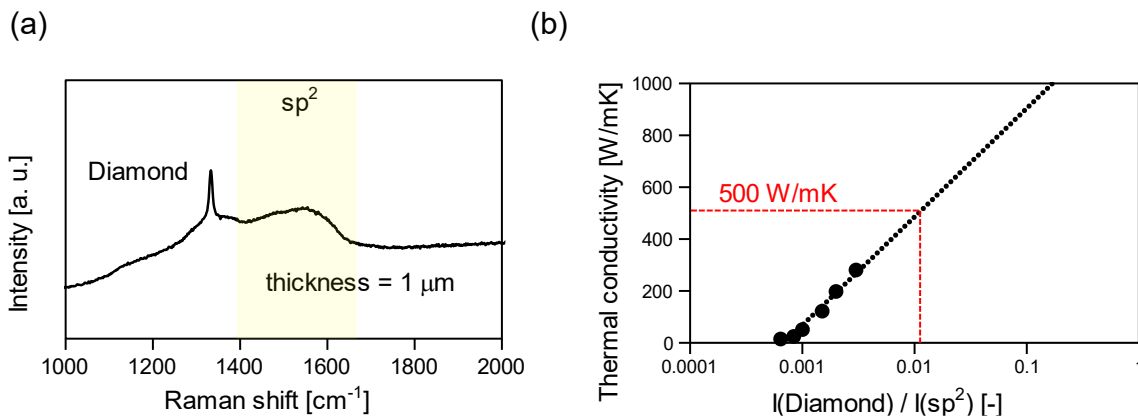 (a)
sp²
Diamond
thickness = 1 μm
Intensity [a. u.]
1000 1200 1400 1600 1800 2000
Raman shift [cm⁻¹]
(b)
Thermal conductivity [W/mK]
1000
800
600
400
200
0
500 W/mK
0.0001 0.001 0.01 0.1 1
I(Diamond) / I(sp²) [-]